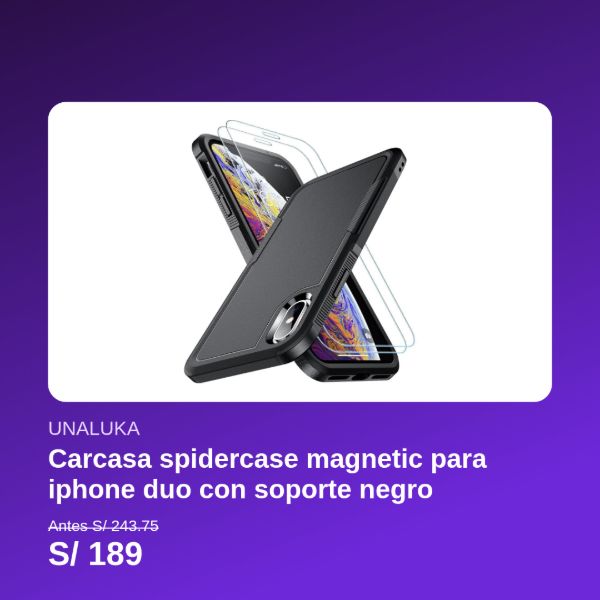 UNALUKA
Carcasa spidercase magnetic para
iphone duo con soporte negro
Antes S/ 243.75
S/ 189